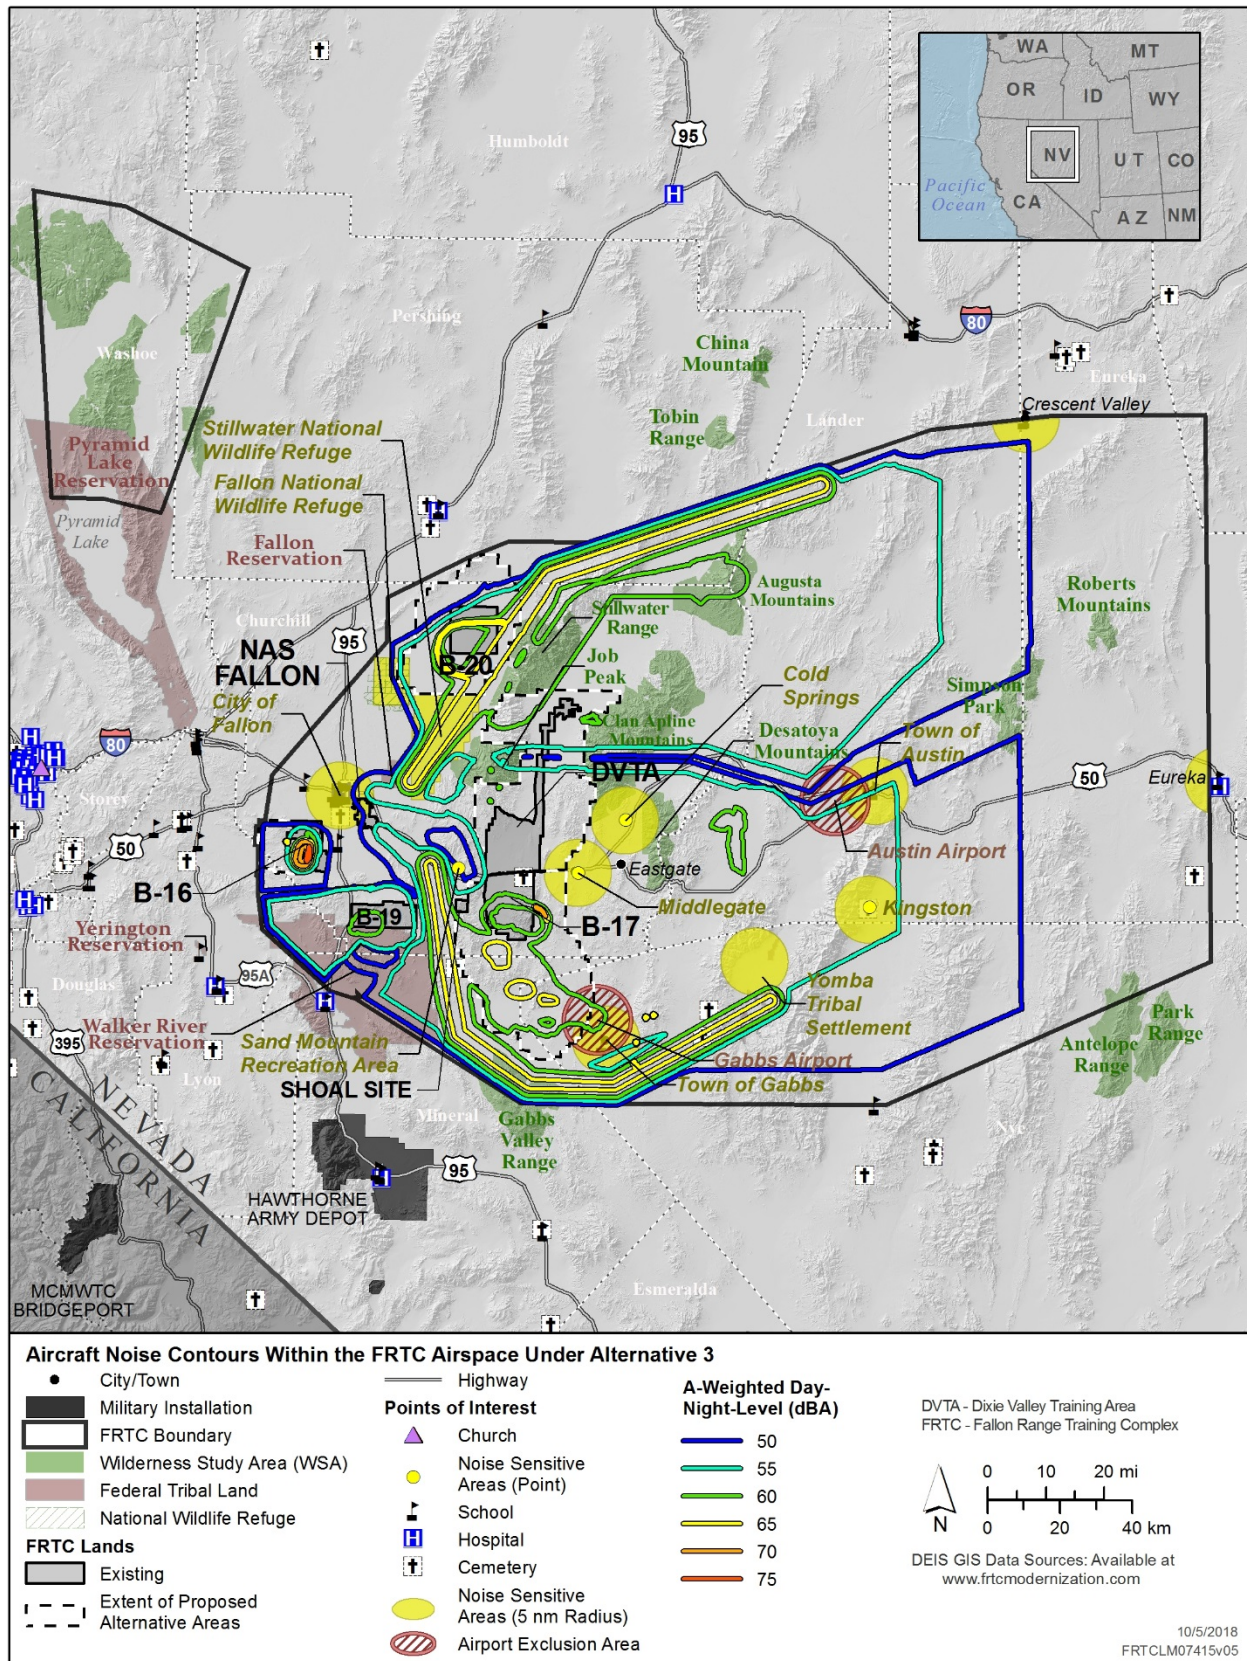 WA
MT
OR
ID
WY
NV
UT
CO
CA
AZ
NM
Pacific
Ocean
Humboldt
95
Pershing
80
China
Mountain
Washoe
Eureka
Crescent Valley
Tobin
Range
Lander
Stillwater National
Wildlife Refuge
Pyramid
Lake
Reservation
Fallon National
Wildlife Refuge
Pyramid
Lake
Fallon
Reservation
Augusta
Mountains
Roberts
Mountains
Stillwater
Range
Churchill
95
NAS
FALLON
B-20
Job
Peak
Cold
Springs
City of
Fallon
Simpson
Park
Clan Apline
Mountains
Desatoya
Mountains
Town of
Austin
80
DVTA
50
Eureka
Storey
50
Austin Airport
Eastgate
B-16
Middlegate
Kingston
B-19
B-17
Yerington
Reservation
95A
Douglas
Yomba
Tribal
Settlement
Walker River
Reservation
Park
Range
395
Sand Mountain
Recreation Area
Gabbs Airport
Antelope
Range
Lyon
SHOAL SITE
Town of Gabbs
Mineral
Gabbs
Valley
Range
Nye
NEVADA
CALIFORNIA
95
HAWTHORNE
ARMY DEPOT
MCMWTC
BRIDGEPORT
Esmeralda
Aircraft Noise Contours Within the FRTC Airspace Under Alternative 3
City/Town
Military Installation
FRTC Boundary
Wilderness Study Area (WSA)
Federal Tribal Land
National Wildlife Refuge
FRTC Lands
Existing
Extent of Proposed
Alternative Areas
Highway
Points of Interest
Church
Noise Sensitive
Areas (Point)
School
H Hospital
Cemetery
Noise Sensitive
Areas (5 nm Radius)
Airport Exclusion Area
A-Weighted Day-
Night-Level (dBA)
50
55
60
65
70
75
DVTA - Dixie Valley Training Area
FRTC - Fallon Range Training Complex
N
0 10 20 mi
0 20 40 km
DEIS GIS Data Sources: Available at
www.frtcmodernization.com
10/5/2018
FRTCLM07415v05